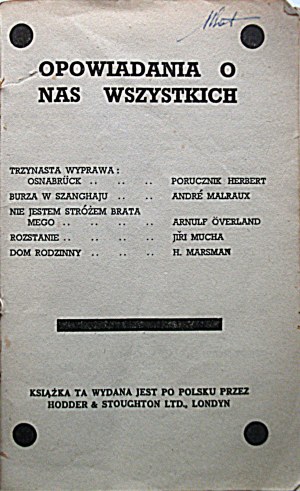 OPOWIADANIA O
NAS WSZYSTKICH
TRZYNASTA WYPRAWA :
OSNABRÜCK .. .. .. PORUCZNIK HERBERT
BURZA W SZANGHAJU .. .. ANDRÉ MALRAUX
NIE JESTEM STRÓŻEM BRATA
MEGO .. .. .. .. ARNULF ÖVERLAND
ROZSTANIE .. .. .. .. JIŘI MUCHA
DOM RODZINNY .. .. .. H. MARSMAN
KSIĄŻKA TA WYDANA JEST PO POLSKU PRZEZ
HODDER & STOUGHTON LTD., LONDYN